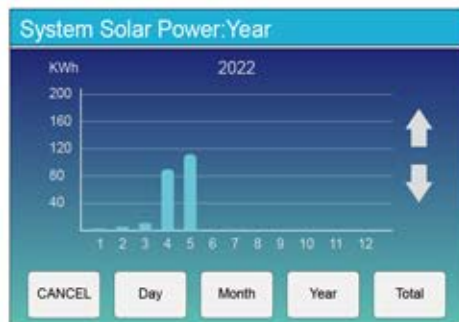 System Solar Power:Year
KWh
2022
200
160
120
80
40
1 2 3 4 5 6 7 8 9 10 11 12
CANCEL Day Month Year Total